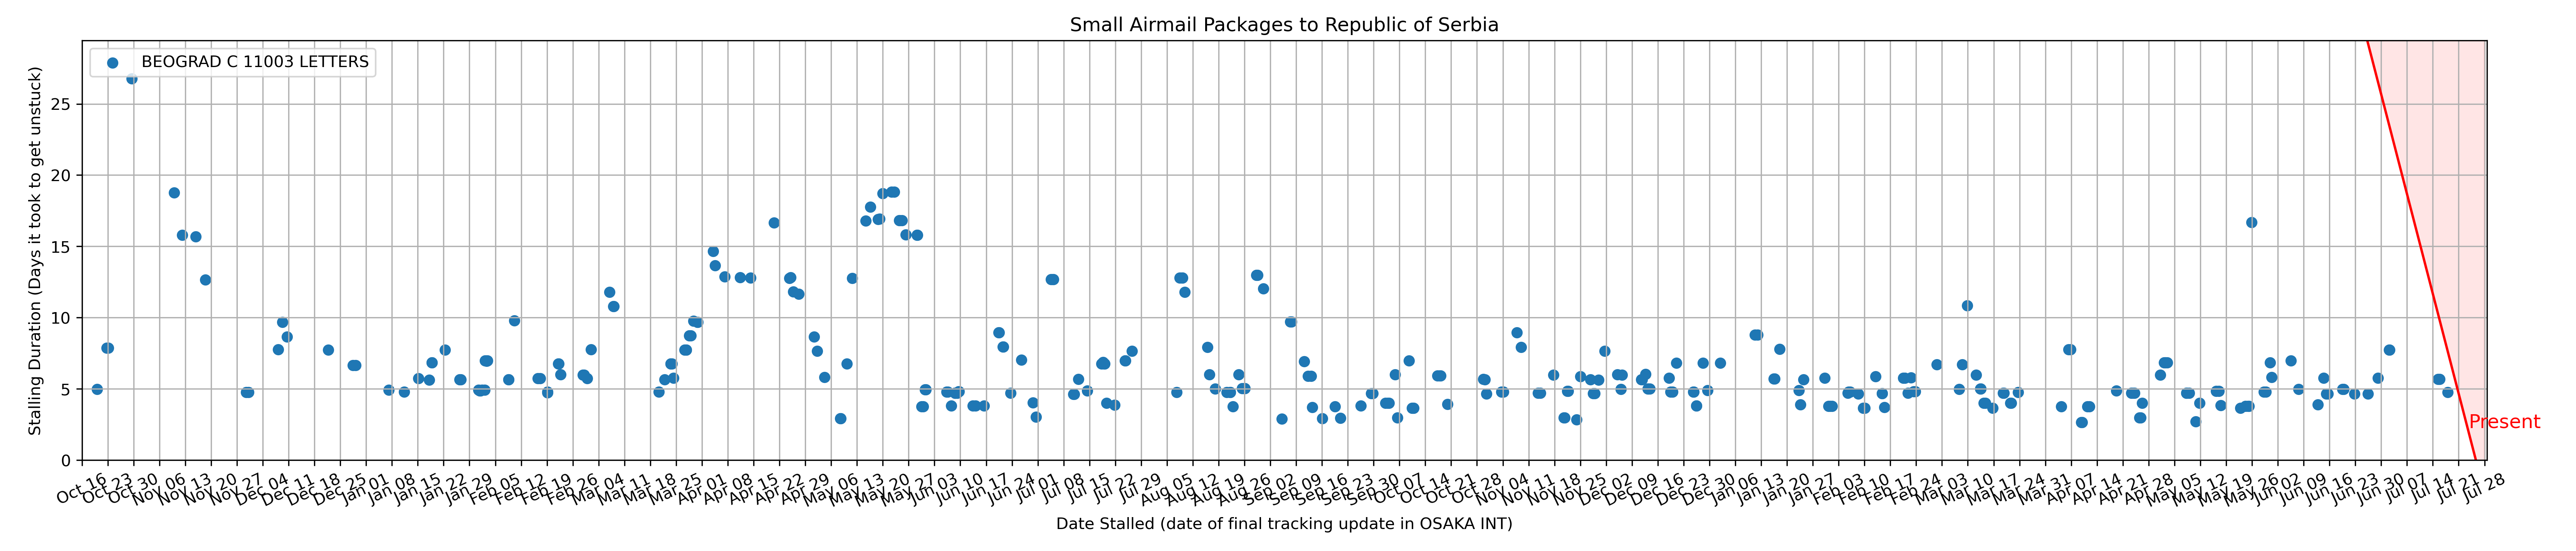 Small Airmail Packages to Republic of Serbia
BEOGRAD C 11003 LETTERS
Stalling Duration (Days it took to get unstuck)
25
20
15
10
5
0
Present
Oct 16 Oct 23 Oct 30 Nov 06 Nov 13 Nov 20 Nov 27 Dec 04 Dec 11 Dec 18 Dec 25 Jan 01 Jan 08 Jan 15 Jan 22 Jan 29 Feb 05 Feb 12 Feb 19 Feb 26 Mar 04 Mar 11 Mar 18 Mar 25 Apr 01 Apr 08 Apr 15 Apr 22 Apr 29 May 06 May 13 May 20 May 27 Jun 03 Jun 10 Jun 17 Jun 24 Jul 01 Jul 08 Jul 15 Jul 22 Jul 29 Aug 05 Aug 12 Aug 19 Aug 26 Sep 02 Sep 09 Sep 16 Sep 23 Sep 30 Oct 07 Oct 14 Oct 21 Oct 28 Nov 04 Nov 11 Nov 18 Nov 25 Dec 02 Dec 09 Dec 16 Dec 23 Dec 30 Jan 06 Jan 13 Jan 20 Jan 27 Feb 03 Feb 10 Feb 17 Feb 24 Mar 03 Mar 10 Mar 17 Mar 24 Mar 31 Apr 07 Apr 14 Apr 21 Apr 28 May 05 May 12 May 19 May 26 Jun 02 Jun 09 Jun 16 Jun 23 Jun 30 Jul 07 Jul 14 Jul 21 Jul 28
Date Stalled (date of final tracking update in OSAKA INT)